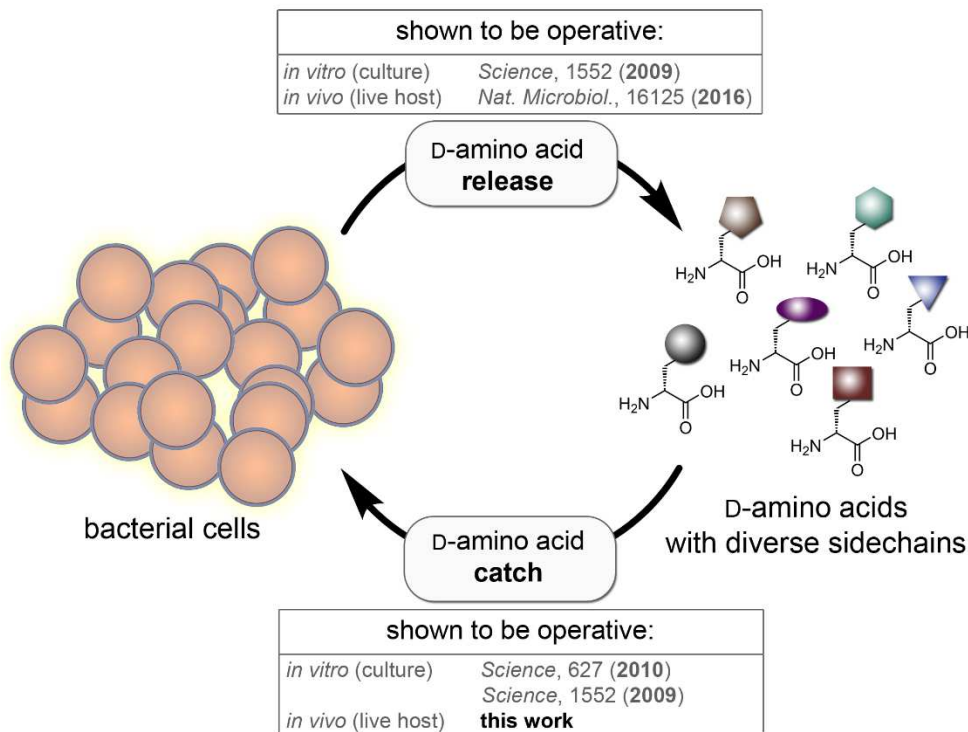 shown to be operative:
in vitro (culture) Science, 1552 (2009)
in vivo (live host) Nat. Microbiol., 16125 (2016)
D-amino acid
release
H₂N OH O
H₂N OH O
H₂N OH O
H₂N OH O
H₂N OH O
H₂N OH O
bacterial cells
D-amino acids
with diverse sidechains
D-amino acid
catch
shown to be operative:
in vitro (culture) Science, 627 (2010)
Science, 1552 (2009)
in vivo (live host) this work